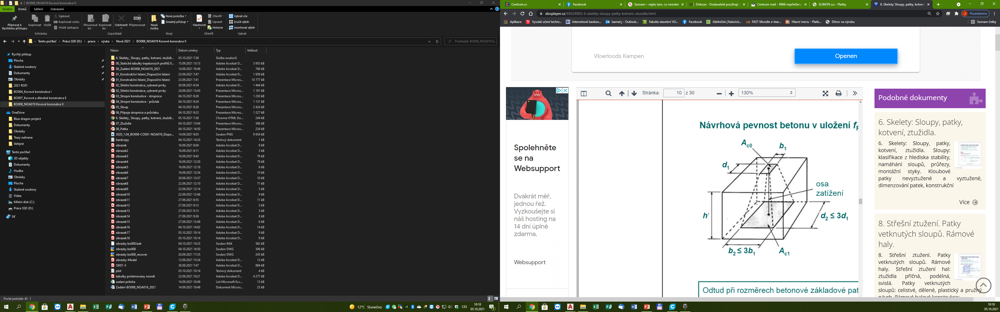 BO008_NOA019 Kovové konsrukce II
Soubor
Domů
Sdílení
Zobrazení
Připnout k
Rychlému přístupu
Kopírovat
Vložit
Vyjmout
Kopírovat cestu
Vložit zástupce
Schránka
Přesunout
do
Kopírovat
do
Odstranit
Přejmenovat
Uspořádat
Nová
složka
Nová položka
Snadný přístup
Nový
Vlastnosti
Otevřít
Upravit
Historie
Otevřít
Vybrat vše
Zrušit výběr
Invertovat výběr
Vybrat
Tento počítač
Práce SSD (D:)
prace
výuka
Nové 2021
BO008_NOA019 Kovové konsrukce II
Prohledat: BO008_NOA019 K...
Rychlý přístup
Plocha
Stažené soubory
Dokumenty
Obrázky
2021 ROFI
BO004_Kovové konstrukce I
BO007_Kovové a dřevěné konstrukce E
BO008_NOA019 Kovové konsrukce II
OneDrive
Blue dragon project
Dokumenty
Obrázky
Trasy nahrane
Veřejné
Tento počítač
3D objekty
Dokumenty
Hudba
Obrázky
Plocha
Stažené soubory
Videa
Místní disk (C:)
Práce SSD (D:)
Síť
Název Datum změny Typ Velikost
6. Skelety_ Sloupy, patky, kotvení, ztužidl... 05.10.2021 7:38 Složka souborů
00_Statické tabulky trapézových profilů 0... 15.09.2021 13:13 Adobe Acrobat D... 3 953 kB
00_Zadání-BO008_NOA019_2021 14.09.2021 10:49 Adobe Acrobat D... 786 kB
01_Konstrukční řešení_Dispoziční řešení 23.09.2021 7:47 Adobe Acrobat D... 1 939 kB
01_Konstrukční řešení_Dispoziční řešení 23.09.2021 7:41 Prezentace Micros... 10 777 kB
02_Střešní konstrukce_vybrané prvky 30.09.2021 6:54 Adobe Acrobat D... 1 444 kB
02_Střešní konstrukce_vybrané prvky 24.09.2021 13:43 Prezentace Micros... 1 191 kB
03_Stropní konsturkce - stropnice 04.10.2021 9:28 Prezentace Micros... 1 230 kB
04_Stropní konsturkce - průvlak 04.10.2021 9:24 Prezentace Micros... 1 131 kB
05_Sloup 04.10.2021 9:26 Prezentace Micros... 2 424 kB
06_Přípoje stropnice a průvlaku 04.10.2021 9:23 Prezentace Micros... 1 227 kB
6. Skelety_ Sloupy, patky, kotvení, ztužidl... 05.10.2021 7:38 Chrome HTML Do... 244 kB
07_Ztužidla 04.10.2021 13:04 Prezentace Micros... 386 kB
08_Patka 04.10.2021 14:50 Prezentace Micros... 234 kB
2020_1.04_BO008-CO001-NOA019_Dispo... 14.09.2021 9:05 Soubor PNG 9 934 kB
hardcopy 04.10.2021 14:33 Textový dokument 1 kB
obrazek 16.09.2021 8:04 Adobe Acrobat D... 9 kB
obrazek2 16.09.2021 8:11 Adobe Acrobat D... 3 kB
obrazek3 16.09.2021 9:43 Adobe Acrobat D... 78 kB
obrazek4 16.09.2021 12:30 Adobe Acrobat D... 79 kB
obrazek5 16.09.2021 12:18 Adobe Acrobat D... 8 kB
obrazek6 16.09.2021 12:34 Adobe Acrobat D... 10 kB
obrazek7 20.09.2021 13:57 Adobe Acrobat D... 10 kB
obrazek8 22.09.2021 12:10 Adobe Acrobat D... 71 kB
obrazek9 22.09.2021 12:14 Adobe Acrobat D... 5 kB
obrazek10 22.09.2021 12:46 Adobe Acrobat D... 9 kB
obrazek11 27.09.2021 8:55 Adobe Acrobat D... 11 kB
obrazek12 27.09.2021 9:12 Adobe Acrobat D... 3 kB
obrazek13 27.09.2021 9:13 Adobe Acrobat D... 3 kB
obrazek14 27.09.2021 9:36 Adobe Acrobat D... 8 kB
obrazek15 27.09.2021 12:48 Adobe Acrobat D... 6 kB
obrazek16 04.10.2021 14:02 Adobe Acrobat D... 14 kB
obrazek17 05.10.2021 10:14 Adobe Acrobat D... 9 kB
obrazek18 05.10.2021 10:14 Adobe Acrobat D... 9 kB
obrazky bo008.bak 04.10.2021 14:33 Soubor BAK 562 kB
obrazky bo008 04.10.2021 14:50 Soubor DWG 306 kB
obrazky bo008_recover 20.09.2021 17:35 Soubor DWG 245 kB
obrazky-Model 13.09.2021 15:34 Adobe Acrobat D... 12 kB
OK01-5 30.09.2021 7:47 Adobe Acrobat D... 884 kB
plot 05.10.2021 10:14 Textový dokument 4 kB
tabulky prolamovany nosník 22.09.2021 10:21 Adobe Acrobat D... 4 277 kB
zadani priloha 14.09.2021 10:49 List Microsoft Exc... 13 kB
Zadání-BO008_NOA019_2021 14.09.2021 10:48 Dokument Micros... 25 kB
Počet položek: 43
12°C Slunečno
CES
10:18
05.10.2021
Centrum.cz
Facebook
Seznam – najdu tam, co neznám
Diskuze - Dodavatelé používají
Centrum mail - 4966 nepřečtený
ELIMON a.s - Platby
6. Skelety: Sloupy, patky, kotven
docplayer.cz/69324805-6-skelety-sloupy-patky-kotveni-ztuzidla.html
Pozastaveno
Aplikace
Vysoké učení techni...
Internetové bankov...
barnat.j - Outlook...
Fakulta stavební VU...
Facebook
Jídelníček | Kalorick...
FAST Moodle e-lear...
Hlavní menu - Platb...
Dřevo na výrobu
Seznam četby
Vloerloods Kampen
Openen
Spolehněte
se na
Websupport
Dvakrát měř,
jednou řež.
Vyzkoušejte si
náš hosting na
14 dní úplně
zdarma.
Websupport
Stránka: 10 z 30
130%
Návrhová pevnost betonu v uložení f
Ac0
b1
d1
osa
zatížení
h
d2 ≤ 3d1
b2 ≤ 3b1
Ac1
Odtud při rozměrech betonové základové pat
Podobné dokumenty
6. Skelety: Sloupy, patky,
kotvení, ztužidla.
6. Skelety: Sloupy, patky,
kotvení, ztužidla. Sloupy:
klasifikace z hlediska stability,
namáhání sloupů, průřezy,
montážní styky. Kloubové
patky nevyztužené a vyztužené,
dimenzování patek, konstrukční
Více
8. Střešní ztužení. Patky
vetknutých sloupů. Rámové
haly.
8. Střešní ztužení. Patky
vetknutých sloupů. Rámové
haly. Střešní ztužení hal:
ztužidla příčná, podélná,
svislá. Patky vetknutých
sloupů: celistvé, dělené, plastický a pružný
návrh. Rámové halové konstrukce:
10:18
05.10.2021